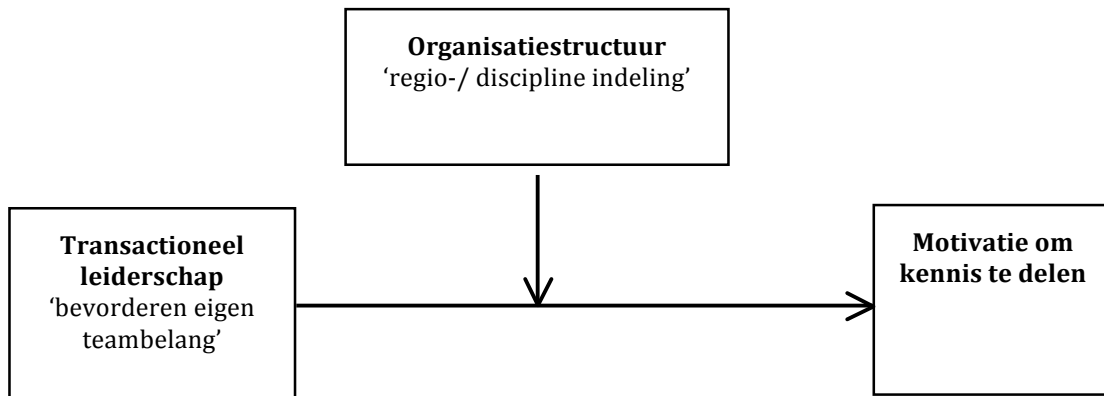 Organisatiestructuur
‘regio-/ discipline indeling’
Transactioneel
leiderschap
‘bevorderen eigen
teambelang’
Motivatie om
kennis te delen